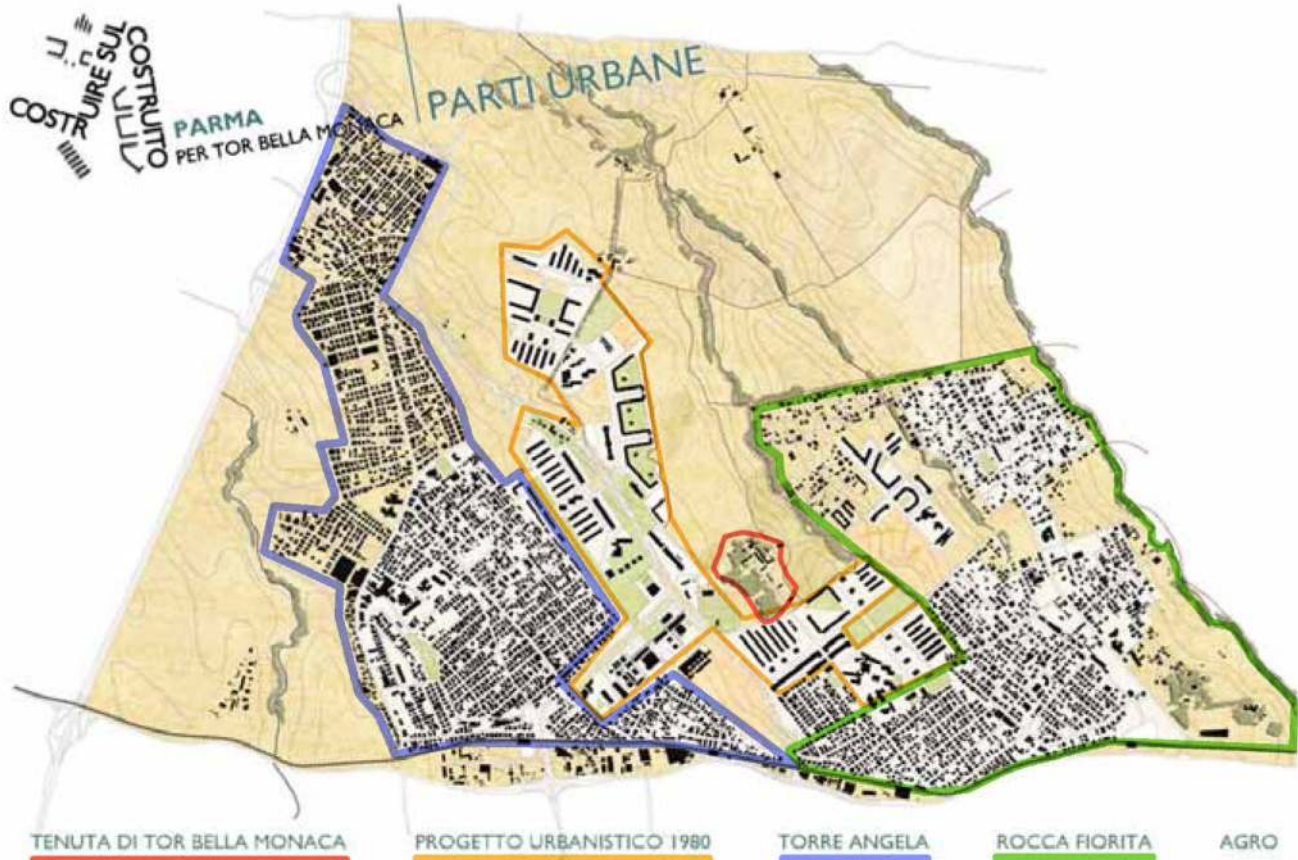 COSTRUIRE SUL
COSTRUITO
PARMA
PER TOR BELLA MONACA
PARTI URBANE
TENUTA DI TOR BELLA MONACA
PROGETTO URBANISTICO 1980
TORRE ANGELA
ROCCA FIORITA
AGRO